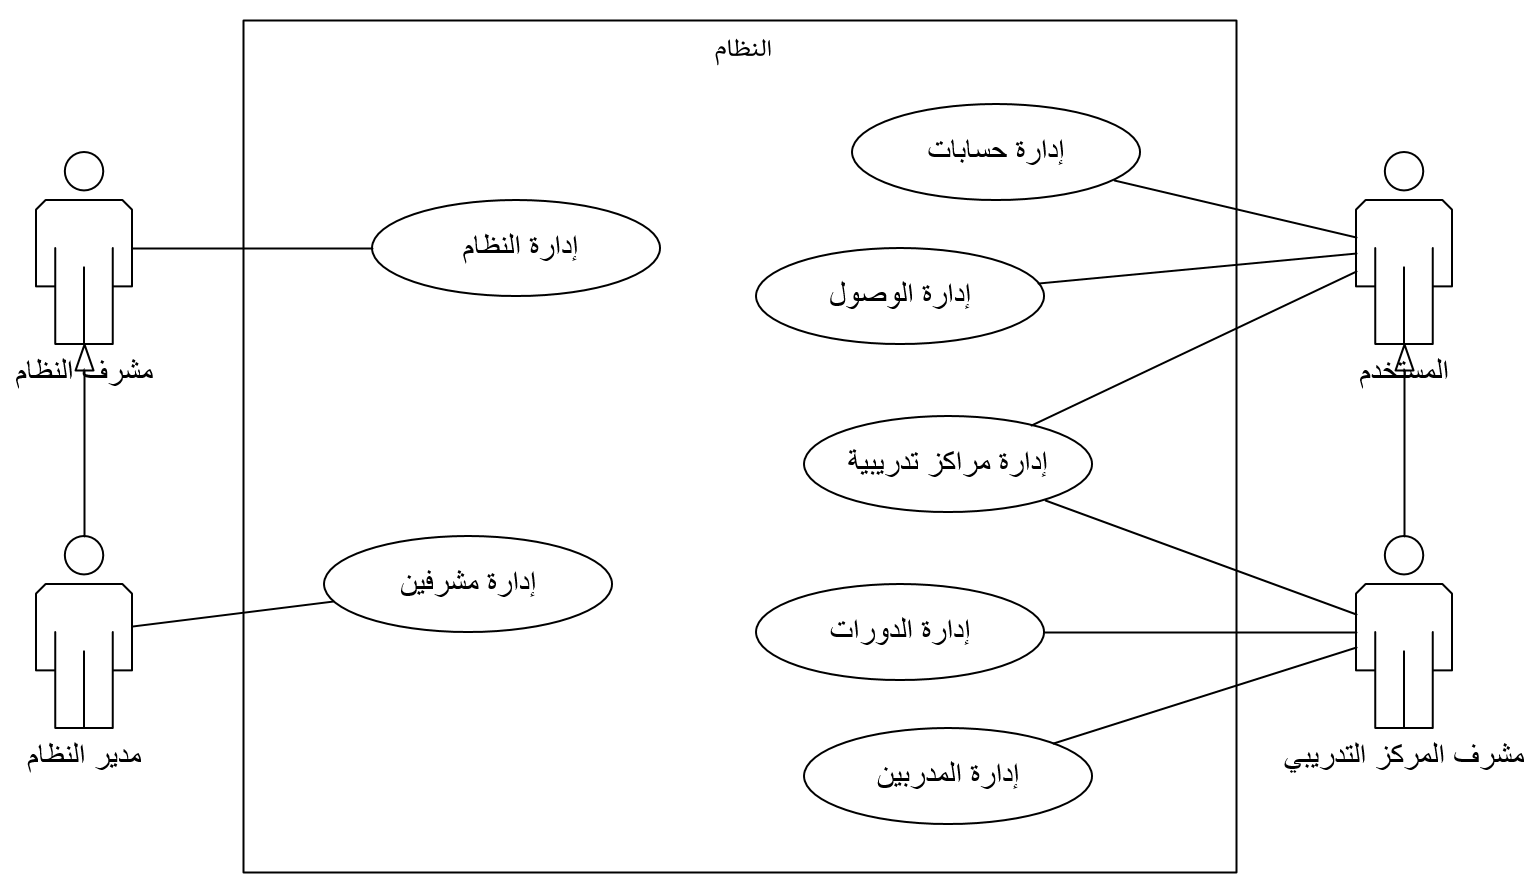 النظام
إدارة حسابات
إدارة النظام
إدارة الوصول
المستخدم
مشرف النظام
إدارة مراكز تدريبية
إدارة مشرفين
إدارة الدورات
مشرف المركز التدريبي
مدير النظام
إدارة المدربين